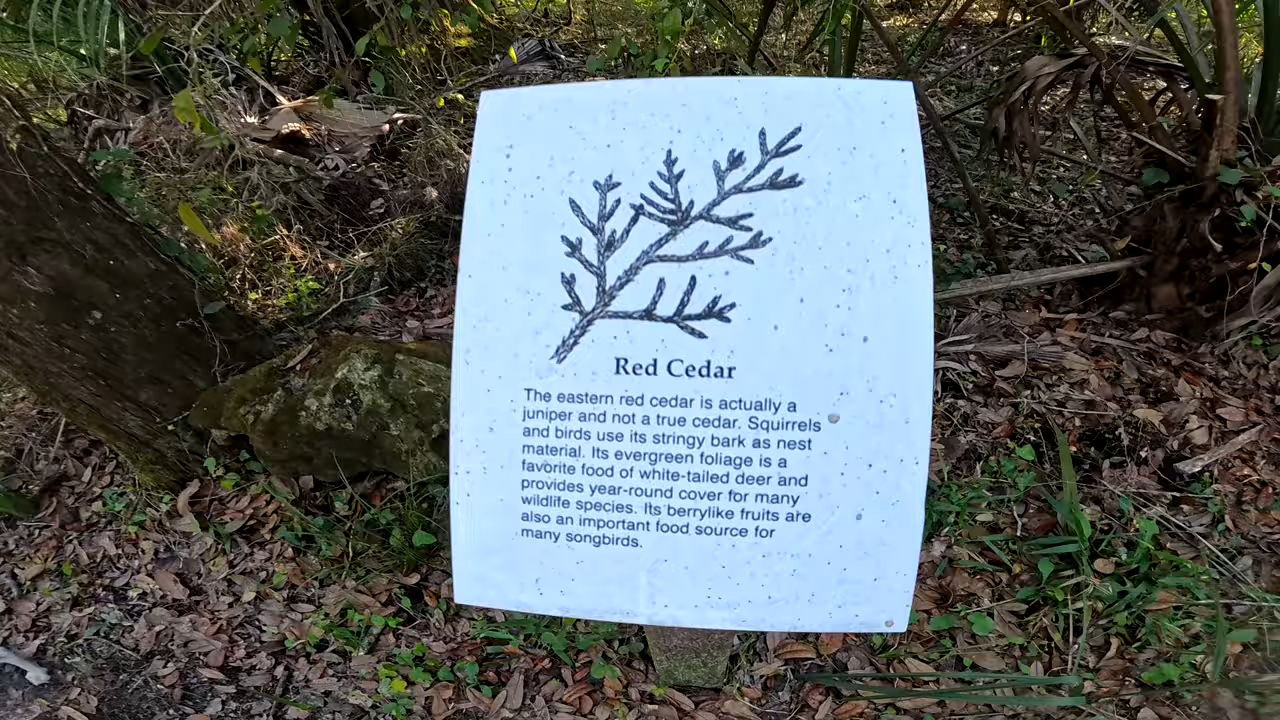 Red Cedar
The eastern red cedar is actually a
juniper and not a true cedar. Squirrels
and birds use its stringy bark as nest
material. Its evergreen foliage is a
favorite food of white-tailed deer and
provides year-round cover for many
wildlife species. Its berrylike fruits are
also an important food source for
many songbirds.